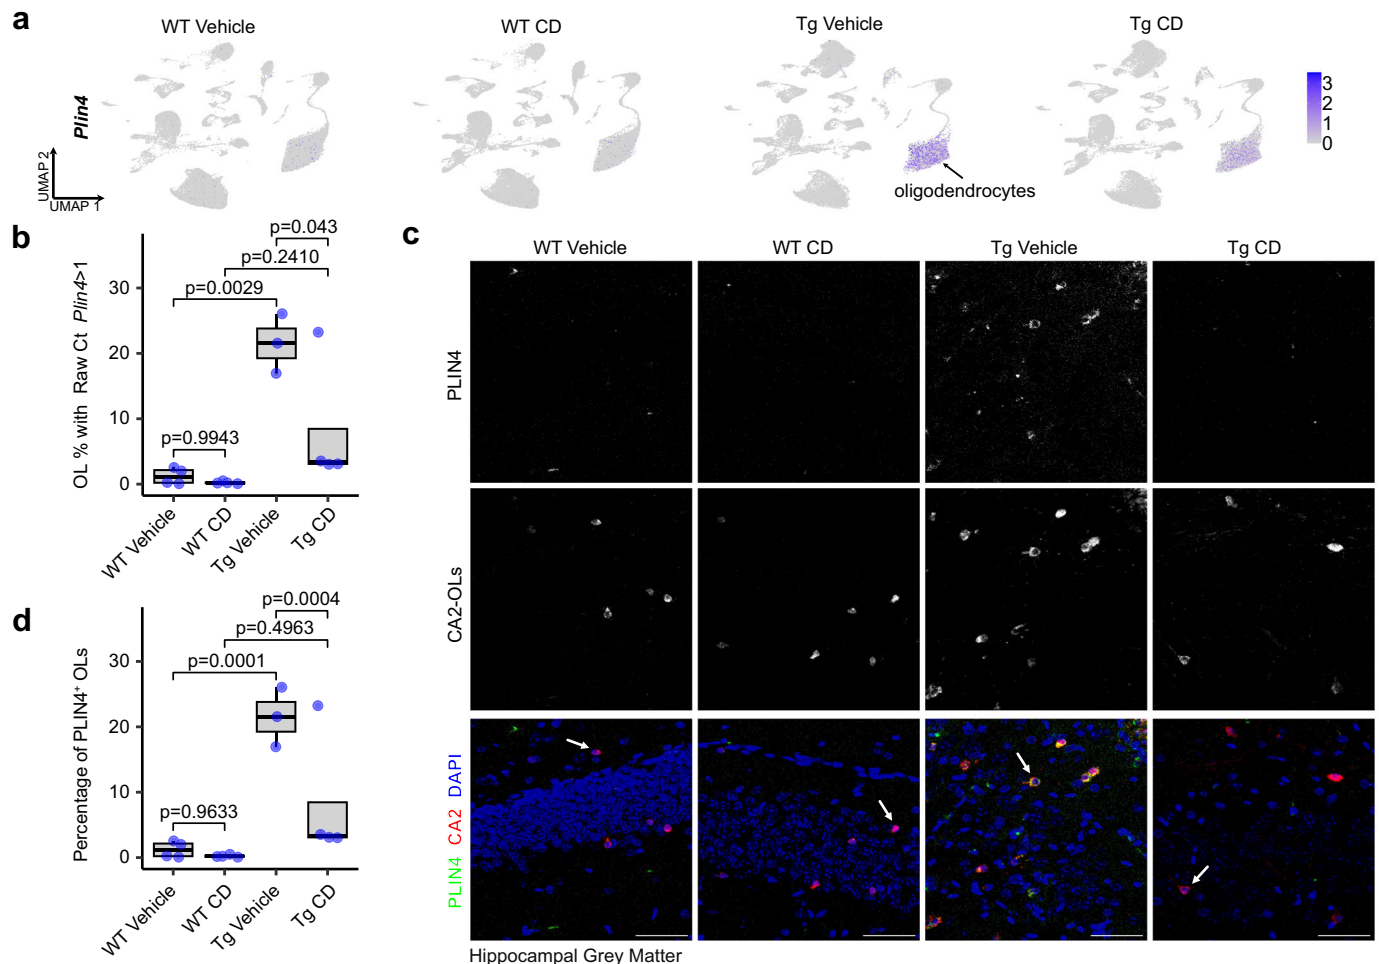 a
WT Vehicle
WT CD
Tg Vehicle
Tg CD
Plin4
3
2
1
0
oligodendrocytes
UMAP 2
UMAP 1
b
p=0.043
p=0.2410
p=0.0029
p=0.9943
OL % with Raw Ct Plin4>1
30
20
10
0
WT Vehicle
WT CD
Tg Vehicle
Tg CD
c
WT Vehicle
WT CD
Tg Vehicle
Tg CD
PLIN4
CA2-OLs
PLIN4 CA2 DAPI
Hippocampal Grey Matter
d
p=0.0004
p=0.4963
p=0.0001
p=0.9633
Percentage of PLIN4⁺ OLs
30
20
10
0
WT Vehicle
WT CD
Tg Vehicle
Tg CD